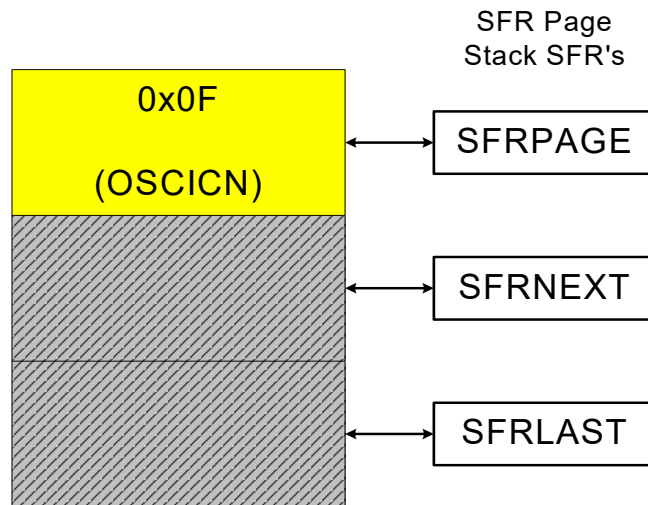 SFR Page
Stack SFR's
0x0F
(OSCICN)
SFRPAGE
SFRNEXT
SFRLAST